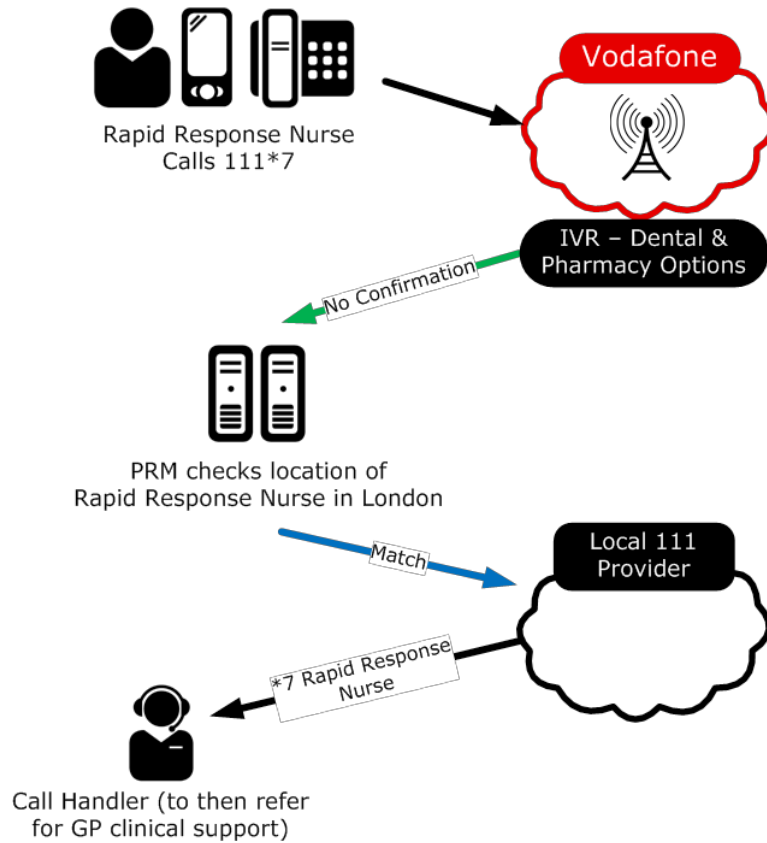 Rapid Response Nurse
Calls 111*7
Vodafone
IVR – Dental &
Pharmacy Options
No Confirmation
PRM checks location of
Rapid Response Nurse in London
Match
Local 111
Provider
*7 Rapid Response
Nurse
Call Handler (to then refer
for GP clinical support)